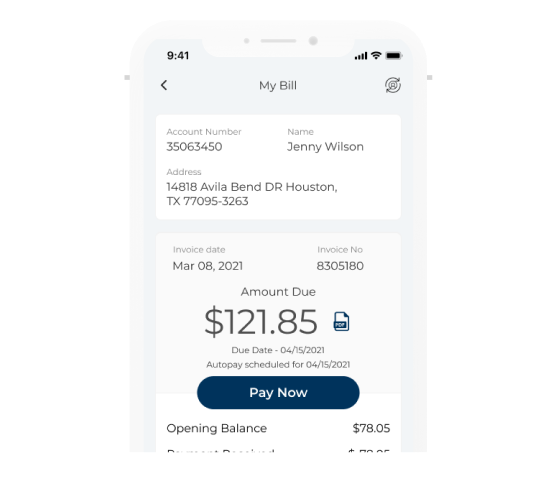 9:41
My Bill
Account Number Name
35063450 Jenny Wilson
Address
14818 Avila Bend DR Houston,
TX 77095-3263
Invoice date Invoice No
Mar 08, 2021 8305180
Amount Due
$121.85
PDF
Due Date - 04/15/2021
Autopay scheduled for 04/15/2021
Pay Now
Opening Balance $78.05
Payment Received